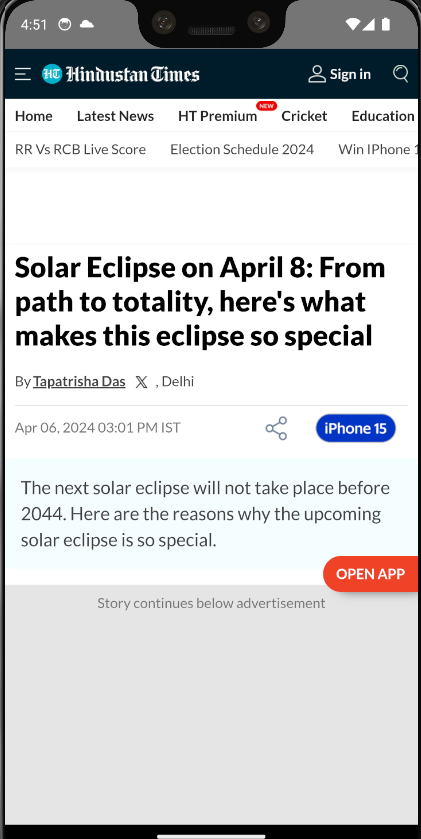 4:51
HT Hindustan Times Sign in
Home Latest News HT Premium NEW Cricket Education
RR Vs RCB Live Score Election Schedule 2024 Win IPhone 1
Solar Eclipse on April 8: From
path to totality, here's what
makes this eclipse so special
By Tapatrisha Das X , Delhi
Apr 06, 2024 03:01 PM IST
iPhone 15
The next solar eclipse will not take place before
2044. Here are the reasons why the upcoming
solar eclipse is so special.
OPEN APP
Story continues below advertisement